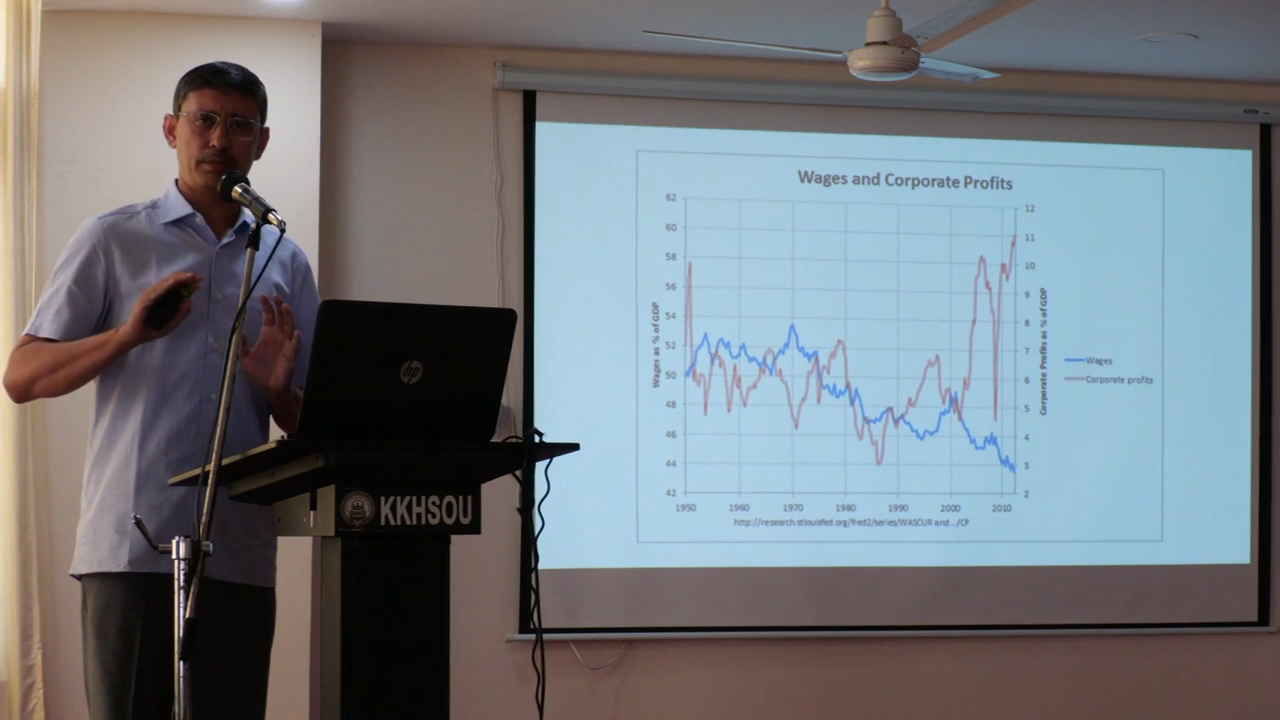 Wages and Corporate Profits
62
60
58
56
54
52
50
48
46
44
42
12
11
10
9
8
7
6
5
4
3
2
Wages as % of GDP
Corporate Profits as % of GDP
Wages
Corporate profits
1950 1960 1970 1980 1990 2000 2010
http://research.stlouisfed.org/fred2/series/WASCUR and.../CP
hp
KKHSOU